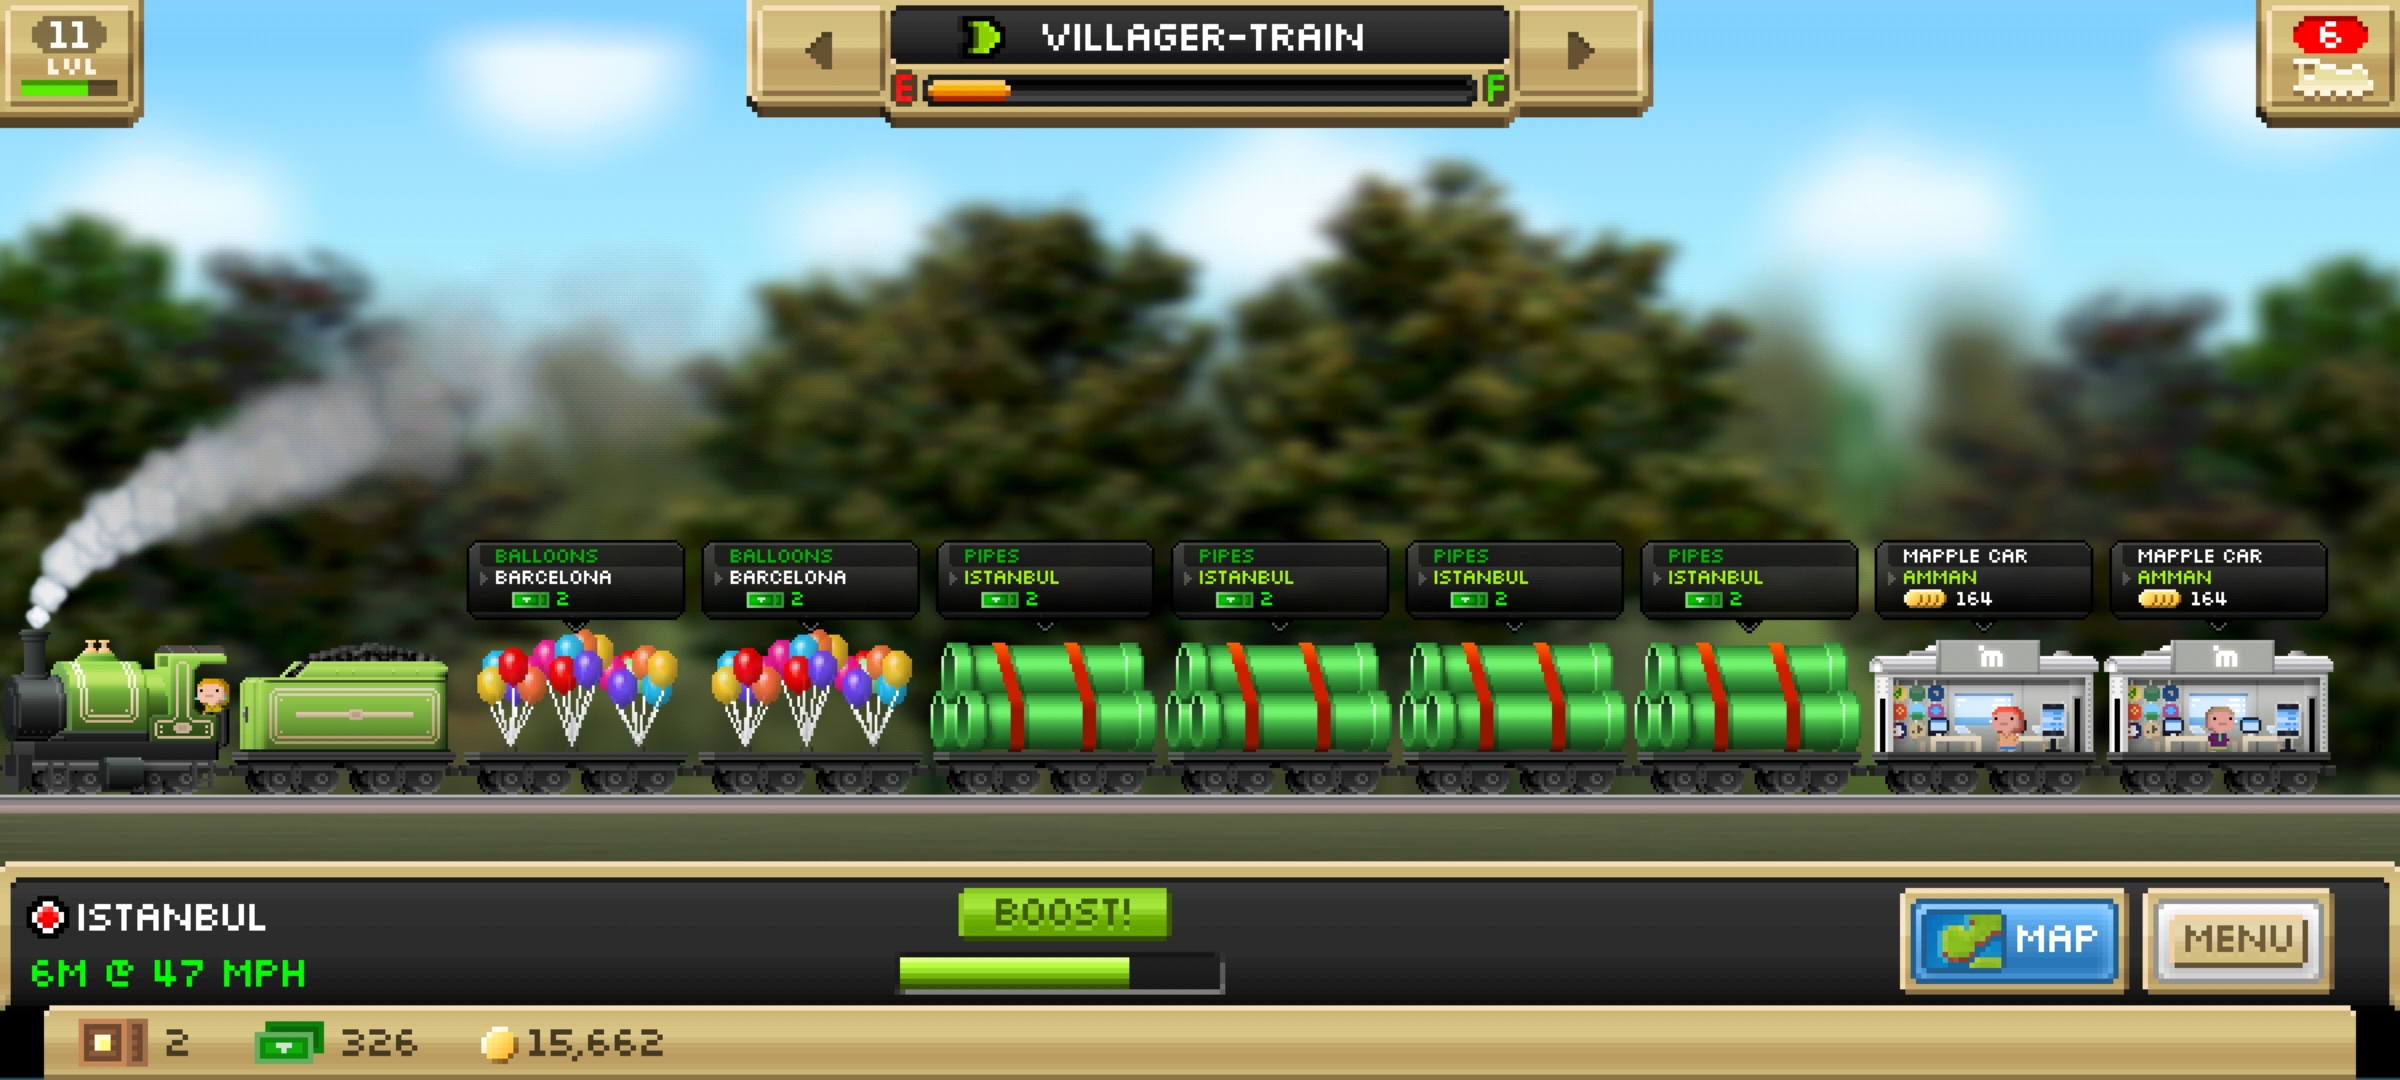 11
LVL
VILLAGER-TRAIN
E F
6
BALLOONS
BARCELONA
2
BALLOONS
BARCELONA
2
PIPES
ISTANBUL
2
PIPES
ISTANBUL
2
PIPES
ISTANBUL
2
PIPES
ISTANBUL
2
MAPPLE CAR
AMMAN
164
MAPPLE CAR
AMMAN
164
m
m
ISTANBUL
6M @ 47 MPH
BOOST!
MAP
MENU
2
326
15,662